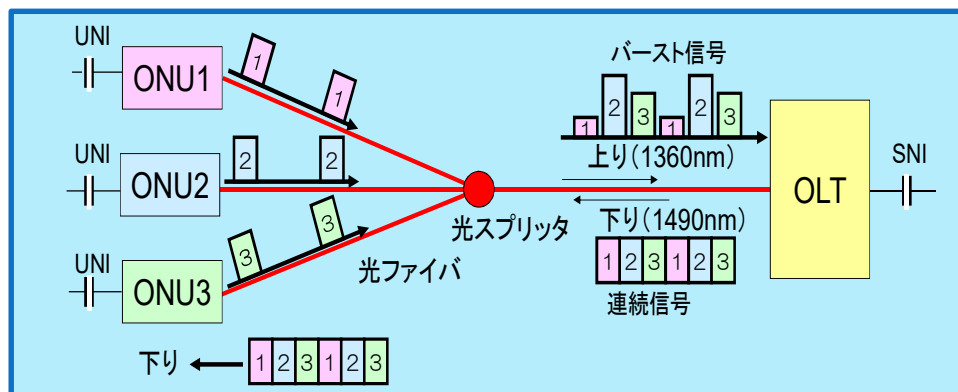 UNI
ONU1
1 1
UNI
ONU2
2 2
UNI
ONU3
3 3
光スプリッタ
光ファイバ
バースト信号
1 2 3 1 2 3
上り(1360nm)
下り(1490nm)
1 2 3 1 2 3
連続信号
OLT
SNI
下り
1 2 3 1 2 3